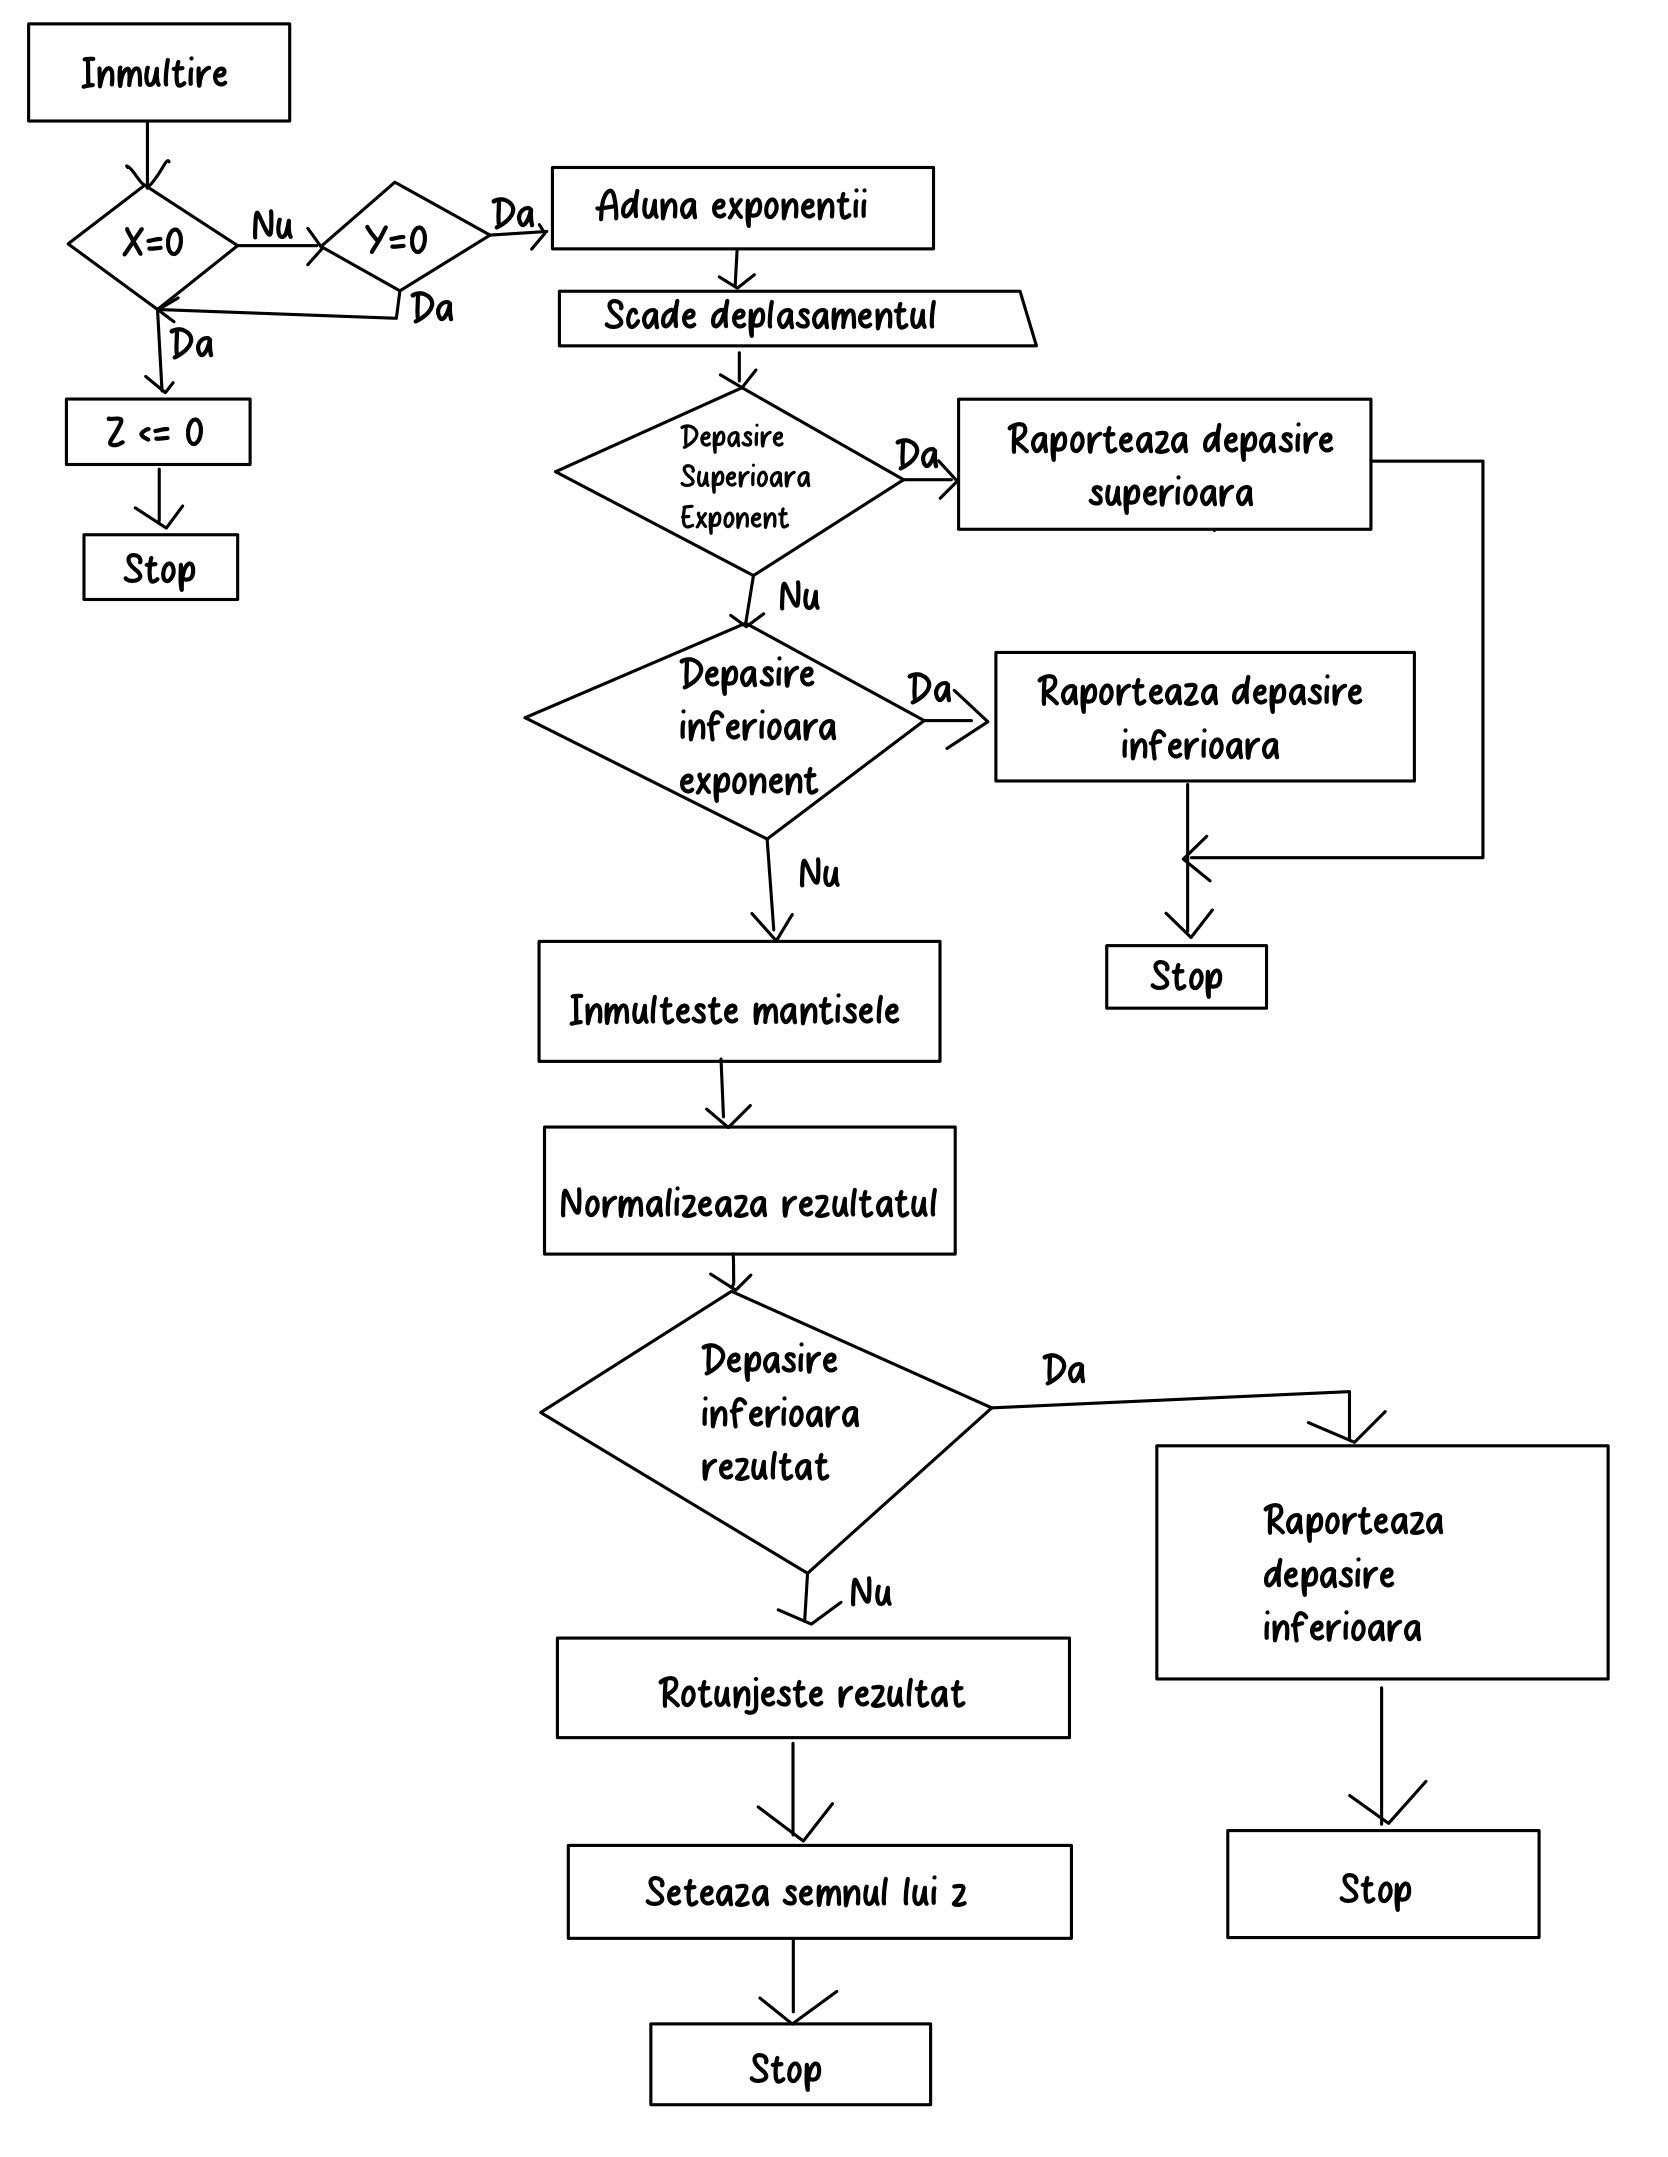 Inmultire
X=0
Nu
Y=0
Da
Aduna exponentii
Da
Da
Scade deplasamentul
Z <= 0
Stop
Depasire
Superioara
Exponent
Da
Raporteaza depasire
superioara
Nu
Depasire
inferioara
exponent
Da
Raporteaza depasire
inferioara
Nu
Stop
Inmulteste mantisele
Normalizeaza rezultatul
Depasire
inferioara
rezultat
Da
Raporteaza
depasire
inferioara
Nu
Rotunjeste rezultat
Seteaza semnul lui z
Stop
Stop